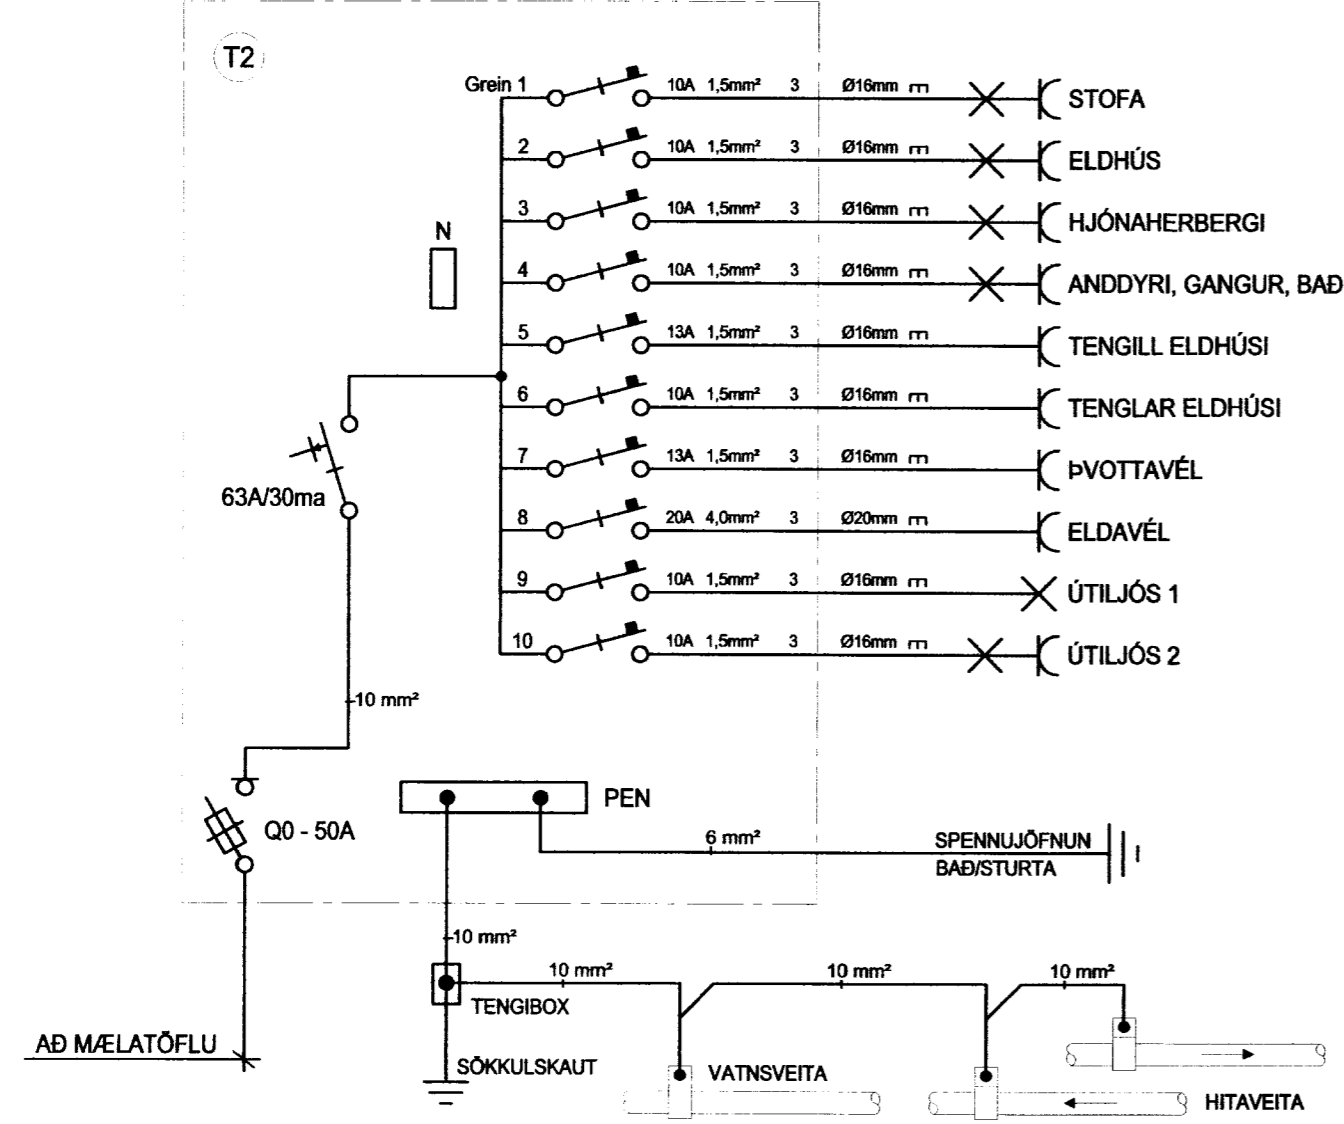 T2
Grein 1 10A 1,5mm² 3 Ø16mm STOFA
2 10A 1,5mm² 3 Ø16mm ELDHÚS
3 10A 1,5mm² 3 Ø16mm HJÓNAHERBERGI
N
4 10A 1,5mm² 3 Ø16mm ANDDYRI, GANGUR, BAÐ
5 13A 1,5mm² 3 Ø16mm TENGILL ELDHÚSI
6 10A 1,5mm² 3 Ø16mm TENGLAR ELDHÚSI
7 13A 1,5mm² 3 Ø16mm ÞVOTTAVÉL
63A/30ma
8 20A 4,0mm² 3 Ø20mm ELDAVÉL
9 10A 1,5mm² 3 Ø16mm ÚTILJÓS 1
10 10A 1,5mm² 3 Ø16mm ÚTILJÓS 2
10 mm²
PEN
Q0 - 50A
6 mm²
SPENNUJÖFNUN
BAÐ/STURTA
10 mm²
10 mm² 10 mm² 10 mm²
TENGIBOX
AÐ MÆLATÖFLU
SÖKKULSKAUT
VATNSVEITA
HITAVEITA